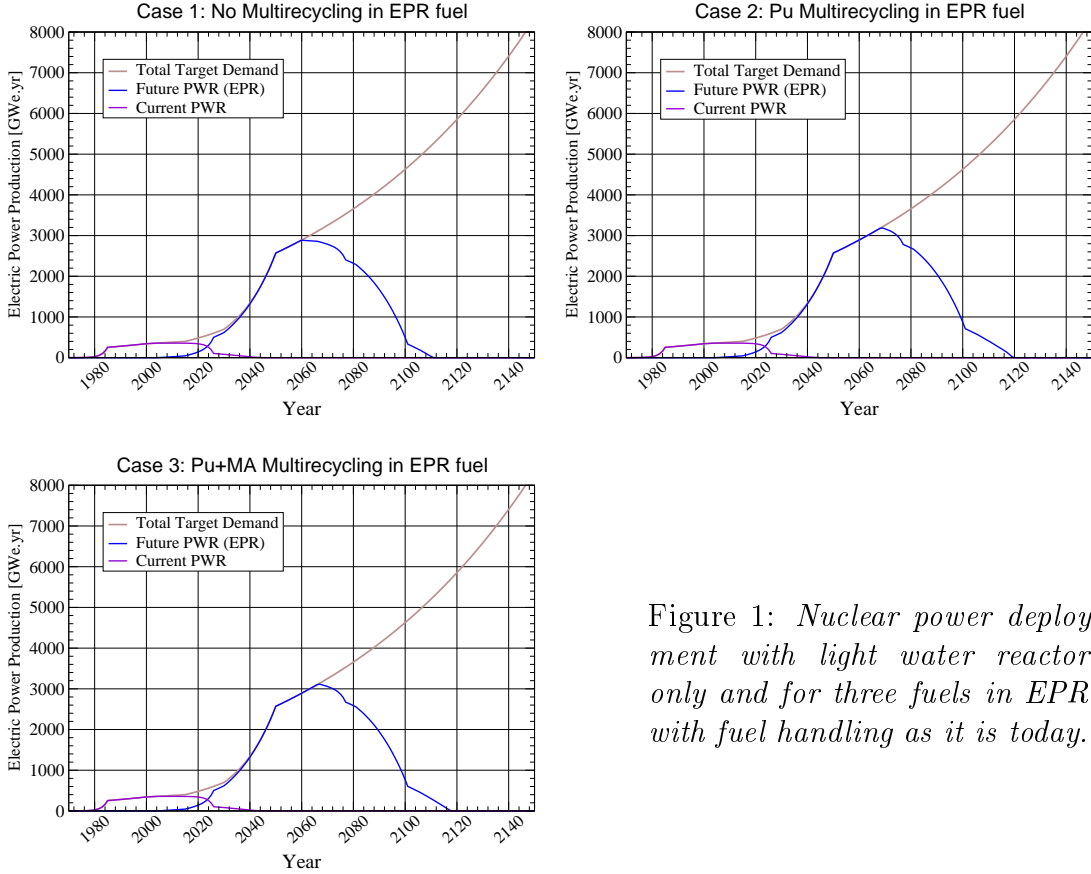 Case 1: No Multirecycling in EPR fuel
8000
7000
6000
5000
4000
3000
2000
1000
0
Electric Power Production [GWe.yr]
Total Target Demand
Future PWR (EPR)
Current PWR
1980 2000 2020 2040 2060 2080 2100 2120 2140
Year
Case 2: Pu Multirecycling in EPR fuel
8000
7000
6000
5000
4000
3000
2000
1000
0
Electric Power Production [GWe.yr]
Total Target Demand
Future PWR (EPR)
Current PWR
1980 2000 2020 2040 2060 2080 2100 2120 2140
Year
Case 3: Pu+MA Multirecycling in EPR fuel
8000
7000
6000
5000
4000
3000
2000
1000
0
Electric Power Production [GWe.yr]
Total Target Demand
Future PWR (EPR)
Current PWR
1980 2000 2020 2040 2060 2080 2100 2120 2140
Year
Figure 1: Nuclear power deploy
ment with light water reactor
only and for three fuels in EPR
with fuel handling as it is today.